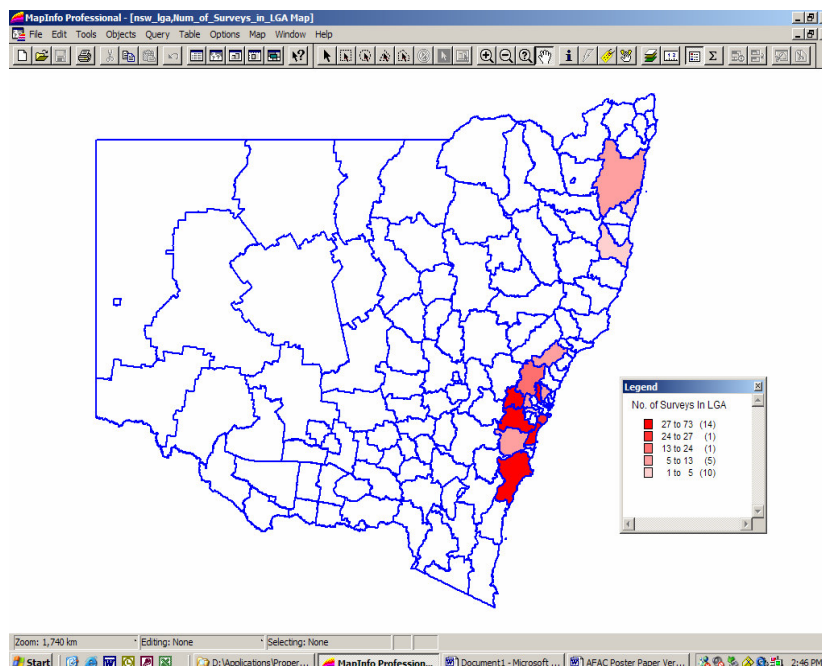 MapInfo Professional - [nsw_lga,Num_of_Surveys_in_LGA Map]
File Edit Tools Objects Query Table Options Map Window Help
Legend
No. of Surveys In LGA
27 to 73 (14)
24 to 27 (1)
13 to 24 (1)
5 to 13 (5)
1 to 5 (10)
Zoom: 1,740 km Editing: None Selecting: None
Start D:\Applications\Proper... MapInfo Profession... Document1 - Microsoft ... AFAC Poster Paper Ver... 2:46 PM